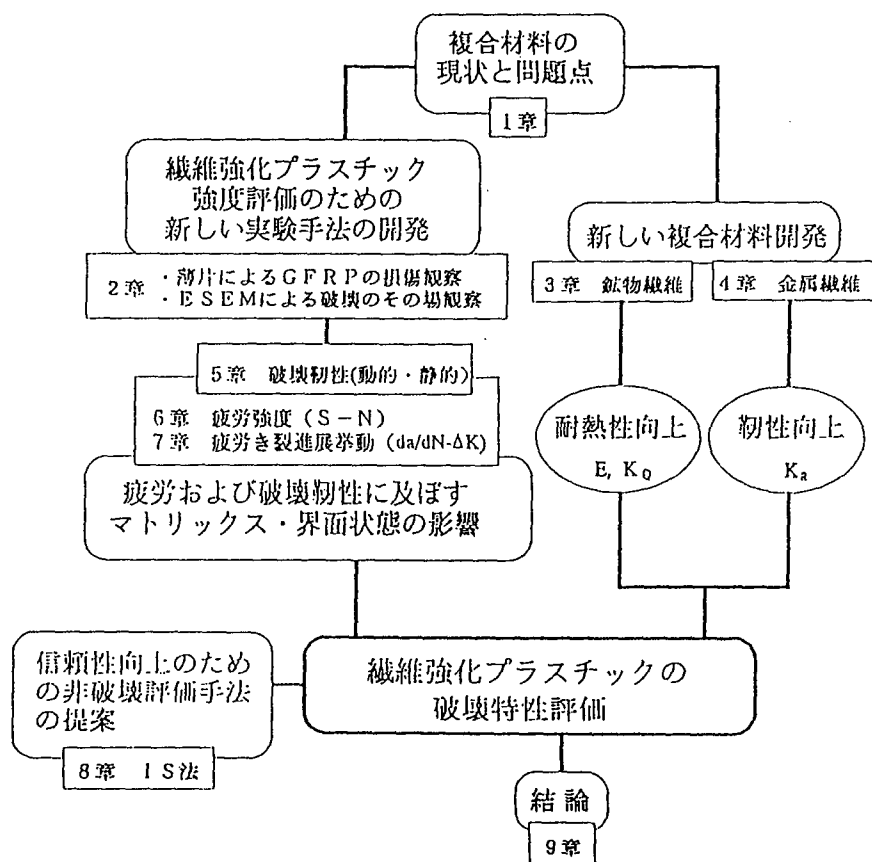 複合材料の
現状と問題点
1章
繊維強化プラスチック
強度評価のための
新しい実験手法の開発
2章 ・薄片によるGFRPの損傷観察
・ESEMによる破壊のその場観察
新しい複合材料開発
3章 鉱物繊維
4章 金属繊維
5章 破壊靭性(動的・静的)
6章 疲労強度(S-N)
7章 疲労き裂進展挙動(da/dN-ΔK)
疲労および破壊靭性に及ぼす
マトリックス・界面状態の影響
耐熱性向上
E, KQ
靭性向上
Ka
信頼性向上のため
の非破壊評価手法
の提案
8章 IS法
繊維強化プラスチックの
破壊特性評価
結論
9章